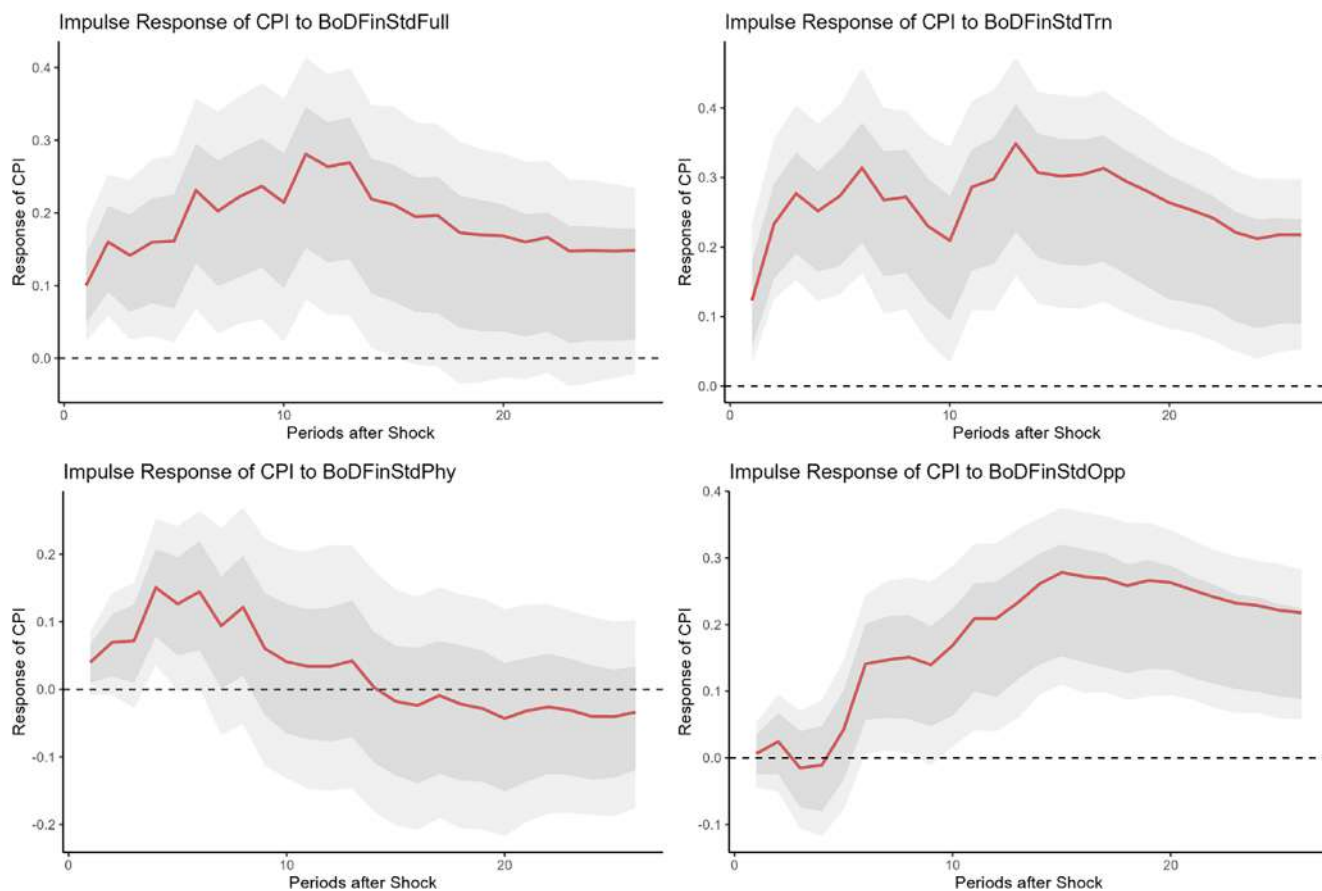 Impulse Response of CPI to BoDFinStdFull
Response of CPI
0.4
0.3
0.2
0.1
0.0
0
10
20
Periods after Shock
Impulse Response of CPI to BoDFinStdTrn
Response of CPI
0.4
0.3
0.2
0.1
0.0
0
10
20
Periods after Shock
Impulse Response of CPI to BoDFinStdPhy
Response of CPI
0.2
0.1
0.0
-0.1
-0.2
0
10
20
Periods after Shock
Impulse Response of CPI to BoDFinStdOpp
Response of CPI
0.4
0.3
0.2
0.1
0.0
-0.1
0
10
20
Periods after Shock